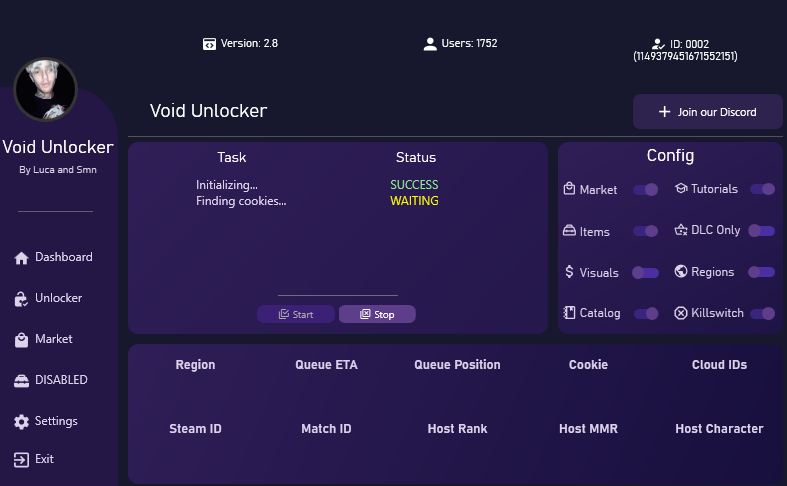 Version: 2.8
Users: 1752
ID: 0002
(1149379451671552151)
Void Unlocker
By Luca and Smn
Dashboard
Unlocker
Market
DISABLED
Settings
Exit
Void Unlocker
Join our Discord
Task Status
Initializing... SUCCESS
Finding cookies... WAITING
Start Stop
Config
Market Tutorials
Items DLC Only
Visuals Regions
Catalog Killswitch
Region Queue ETA Queue Position Cookie Cloud IDs
Steam ID Match ID Host Rank Host MMR Host Character